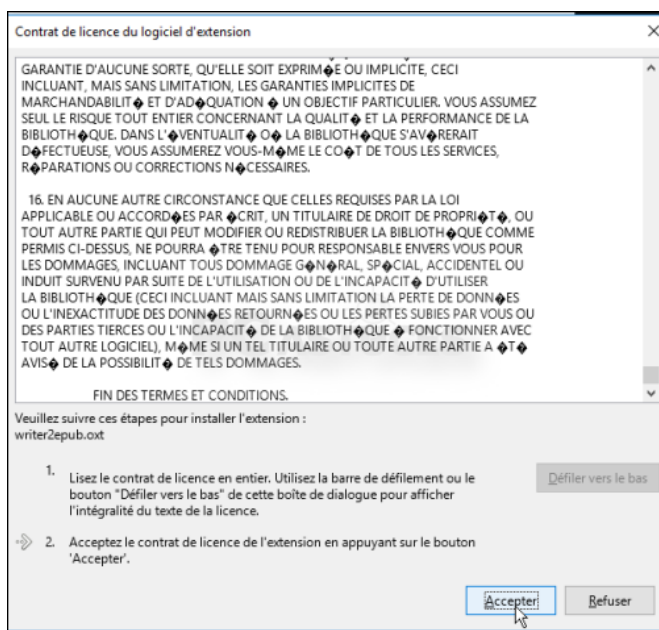 Contrat de licence du logiciel d'extension
GARANTIE D'AUCUNE SORTE, QU'ELLE SOIT EXPRIM�E OU IMPLICITE, CECI
INCLUANT, MAIS SANS LIMITATION, LES GARANTIES IMPLICITES DE
MARCHANDABILIT� ET D'AD�QUATION � UN OBJECTIF PARTICULIER. VOUS ASSUMEZ
SEUL LE RISQUE TOUT ENTIER CONCERNANT LA QUALIT� ET LA PERFORMANCE DE LA
BIBLIOTH�QUE. DANS L'�VENTUALIT� O� LA BIBLIOTH�QUE S'AV�RERAIT
D�FECTUEUSE, VOUS ASSUMEREZ VOUS-M�ME LE CO�T DE TOUS LES SERVICES,
R�PARATIONS OU CORRECTIONS N�CESSAIRES.
16. EN AUCUNE AUTRE CIRCONSTANCE QUE CELLES REQUISES PAR LA LOI
APPLICABLE OU ACCORD�ES PAR �CRIT, UN TITULAIRE DE DROIT DE PROPRI�T�, OU
TOUT AUTRE PARTIE QUI PEUT MODIFIER OU REDISTRIBUER LA BIBLIOTH�QUE COMME
PERMIS CI-DESSUS, NE POURRA �TRE TENU POUR RESPONSABLE ENVERS VOUS POUR
LES DOMMAGES, INCLUANT TOUS DOMMAGE G�N�RAL, SP�CIAL, ACCIDENTEL OU
INDUIT SURVENU PAR SUITE DE L'UTILISATION OU DE L'INCAPACIT� D'UTILISER
LA BIBLIOTH�QUE (CECI INCLUANT MAIS SANS LIMITATION LA PERTE DE DONN�ES
OU L'INEXACTITUDE DES DONN�ES RETOURN�ES OU LES PERTES SUBIES PAR VOUS OU
DES PARTIES TIERCES OU L'INCAPACIT� DE LA BIBLIOTH�QUE � FONCTIONNER AVEC
TOUT AUTRE LOGICIEL), M�ME SI UN TEL TITULAIRE OU TOUTE AUTRE PARTIE A �T�
AVIS� DE LA POSSIBILIT� DE TELS DOMMAGES.
FIN DES TERMES ET CONDITIONS.
Veuillez suivre ces étapes pour installer l'extension :
writer2epub.oxt
1. Lisez le contrat de licence en entier. Utilisez la barre de défilement ou le
bouton "Défiler vers le bas" de cette boîte de dialogue pour afficher
l'intégralité du texte de la licence.
Défiler vers le bas
2. Acceptez le contrat de licence de l'extension en appuyant sur le bouton
'Accepter'.
Accepter
Refuser